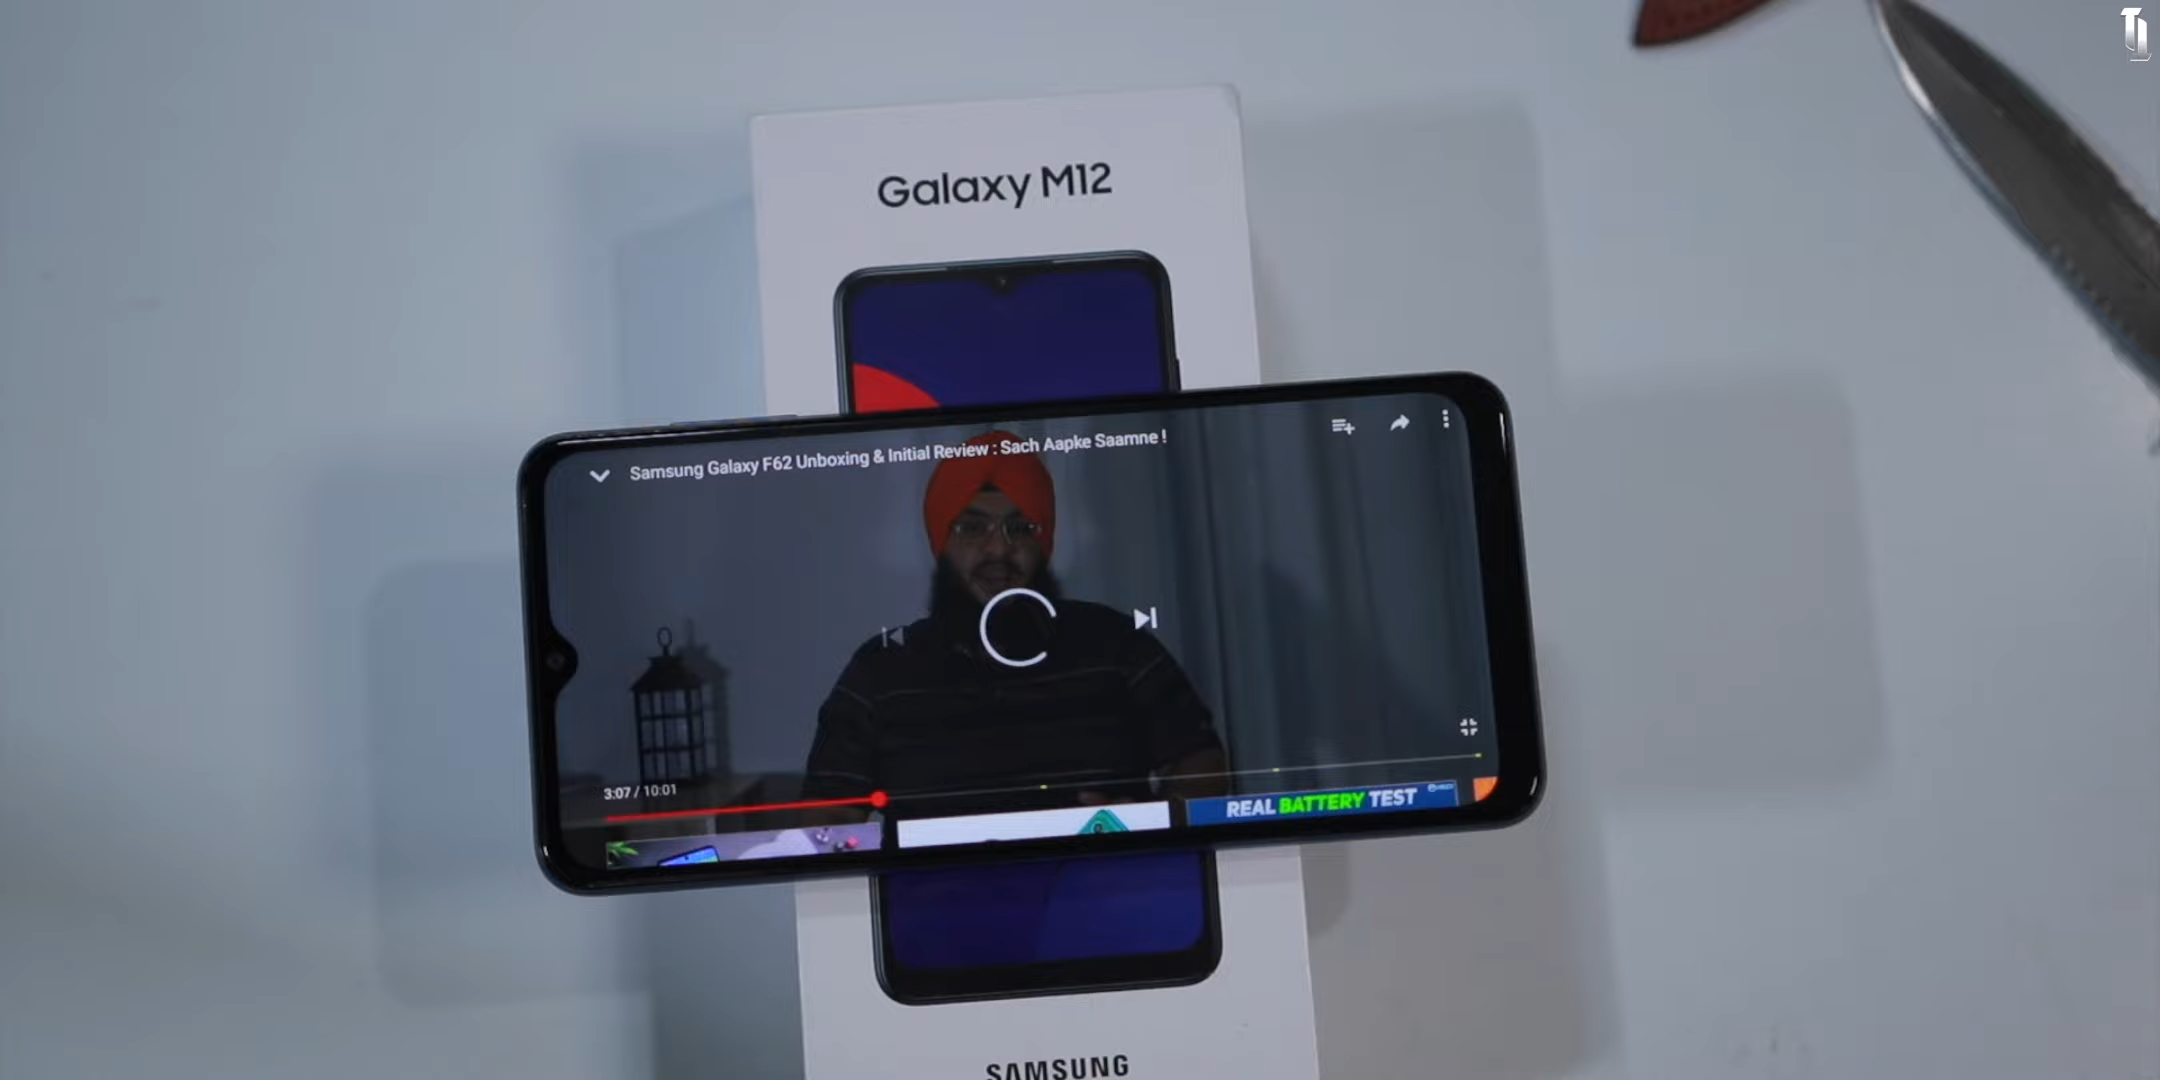 Galaxy M12
Samsung Galaxy F62 Unboxing & Initial Review : Sach Aapke Saamne !
3:07 / 10:01
REAL BATTERY TEST
SAMSUNG